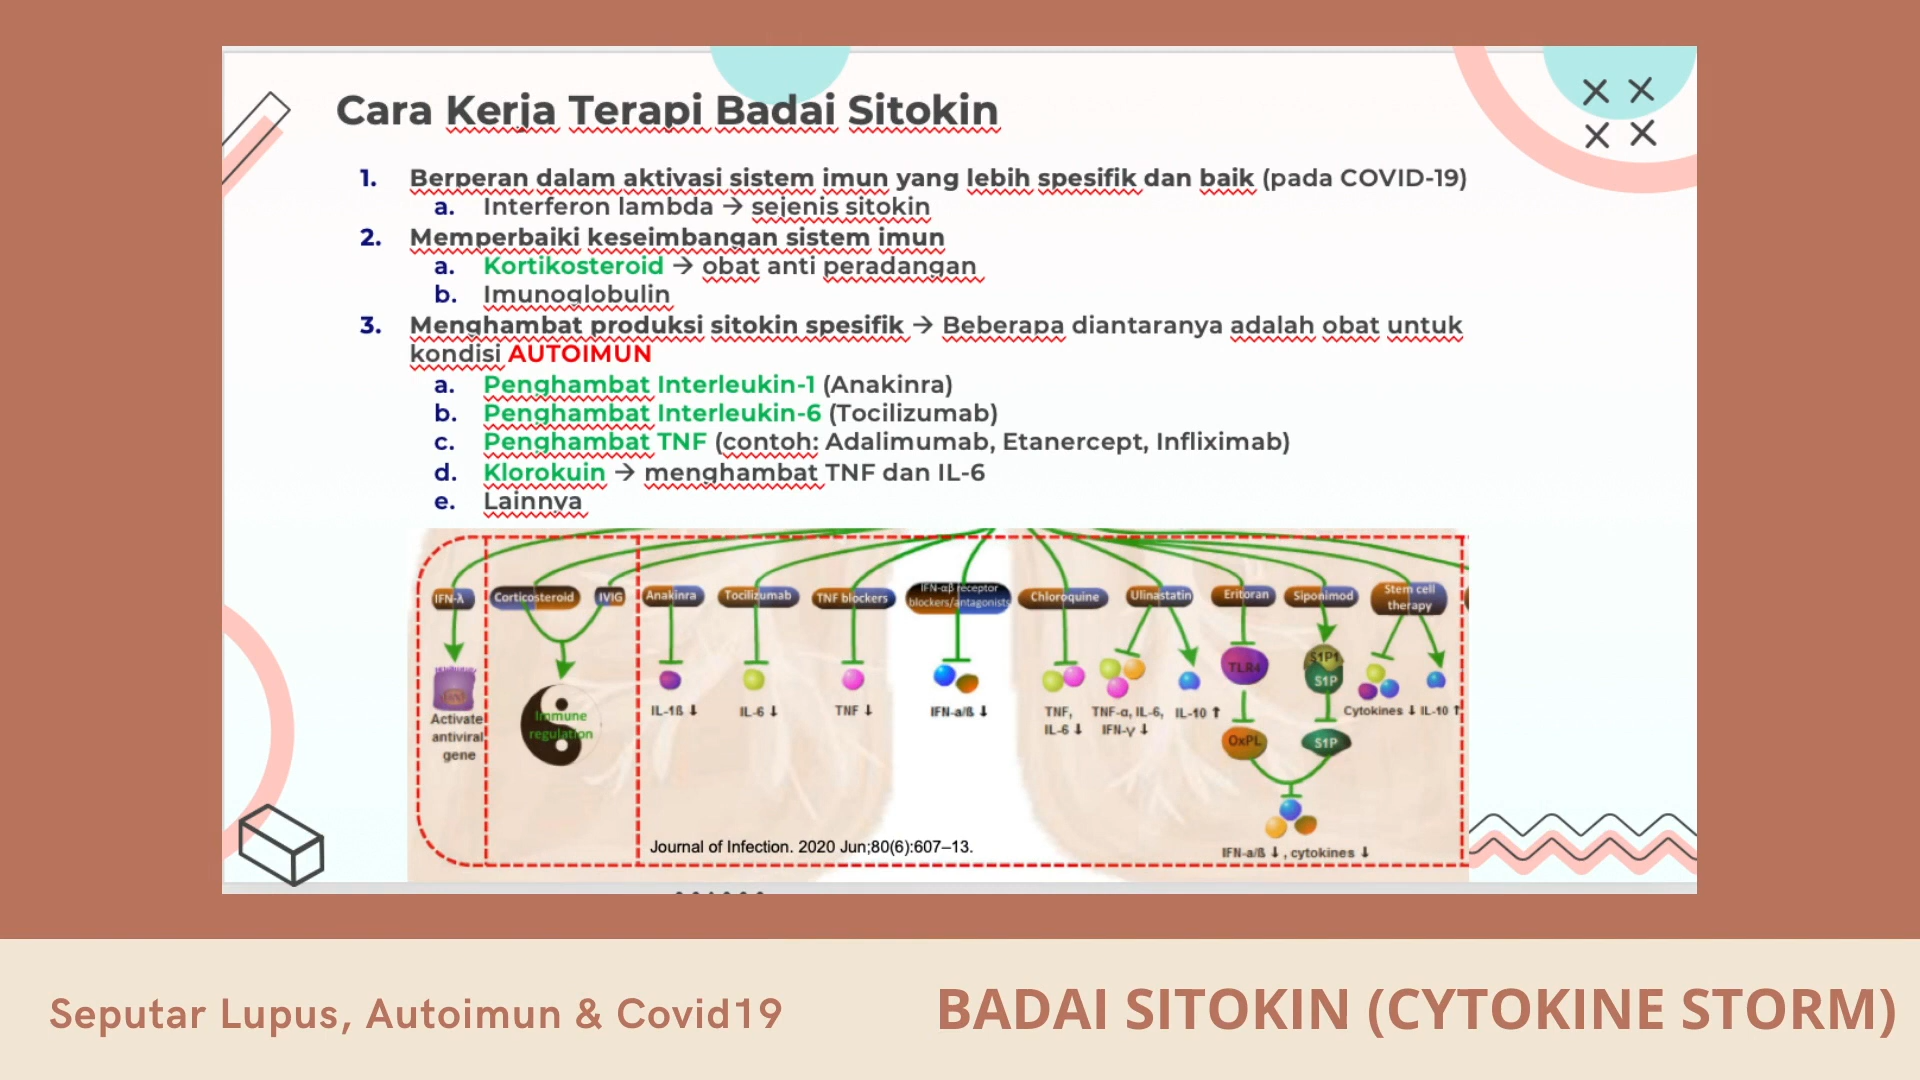 Cara Kerja Terapi Badai Sitokin
1. Berperan dalam aktivasi sistem imun yang lebih spesifik dan baik (pada COVID-19)
a. Interferon lambda → sejenis sitokin
2. Memperbaiki keseimbangan sistem imun
a. Kortikosteroid → obat anti peradangan
b. Imunoglobulin
3. Menghambat produksi sitokin spesifik → Beberapa diantaranya adalah obat untuk
kondisi AUTOIMUN
a. Penghambat Interleukin-1 (Anakinra)
b. Penghambat Interleukin-6 (Tocilizumab)
c. Penghambat TNF (contoh: Adalimumab, Etanercept, Infliximab)
d. Klorokuin → menghambat TNF dan IL-6
e. Lainnya
IFN-λ
Corticosteroid
IVIG
Anakinra
Tocilizumab
TNF blockers
IFN-αβ receptor
blockers/antagonists
Chloroquine
Ulinastatin
Eritoran
Siponimod
Stem cell
therapy
TLR4
S1P1
S1P
Activate
antiviral
gene
Immune
regulation
IL-1ß ↓
IL-6 ↓
TNF ↓
IFN-a/ß ↓
TNF,
IL-6 ↓
TNF-α, IL-6,
IFN-γ ↓
IL-10 ↑
OxPL
S1P
Cytokines ↓ IL-10 ↑
IFN-a/ß ↓ , cytokines ↓
Journal of Infection. 2020 Jun;80(6):607–13.
Seputar Lupus, Autoimun & Covid19
BADAI SITOKIN (CYTOKINE STORM)